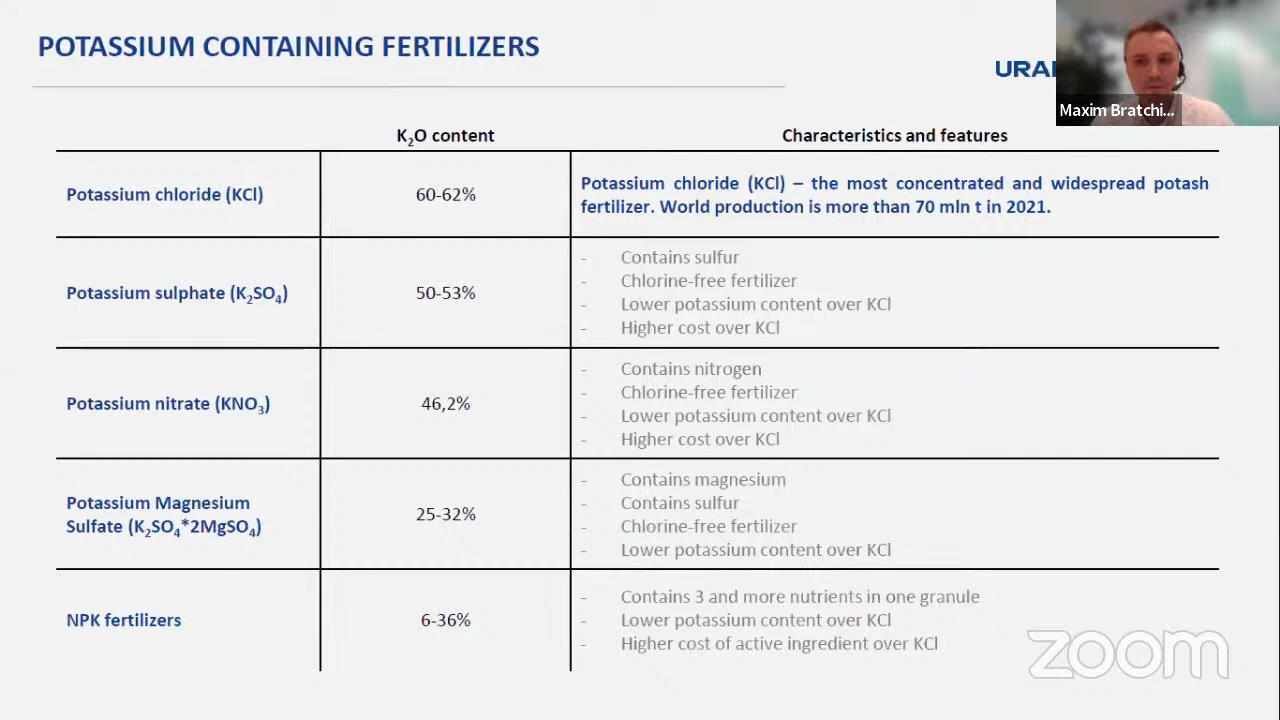 POTASSIUM CONTAINING FERTILIZERS
URAL
Maxim Bratchi...
K₂O content
Characteristics and features
Potassium chloride (KCl)
60-62%
Potassium chloride (KCl) – the most concentrated and widespread potash
fertilizer. World production is more than 70 mln t in 2021.
Potassium sulphate (K₂SO₄)
50-53%
- Contains sulfur
- Chlorine-free fertilizer
- Lower potassium content over KCl
- Higher cost over KCl
Potassium nitrate (KNO₃)
46,2%
- Contains nitrogen
- Chlorine-free fertilizer
- Lower potassium content over KCl
- Higher cost over KCl
Potassium Magnesium
Sulfate (K₂SO₄*2MgSO₄)
25-32%
- Contains magnesium
- Contains sulfur
- Chlorine-free fertilizer
- Lower potassium content over KCl
NPK fertilizers
6-36%
- Contains 3 and more nutrients in one granule
- Lower potassium content over KCl
- Higher cost of active ingredient over KCl
zoom